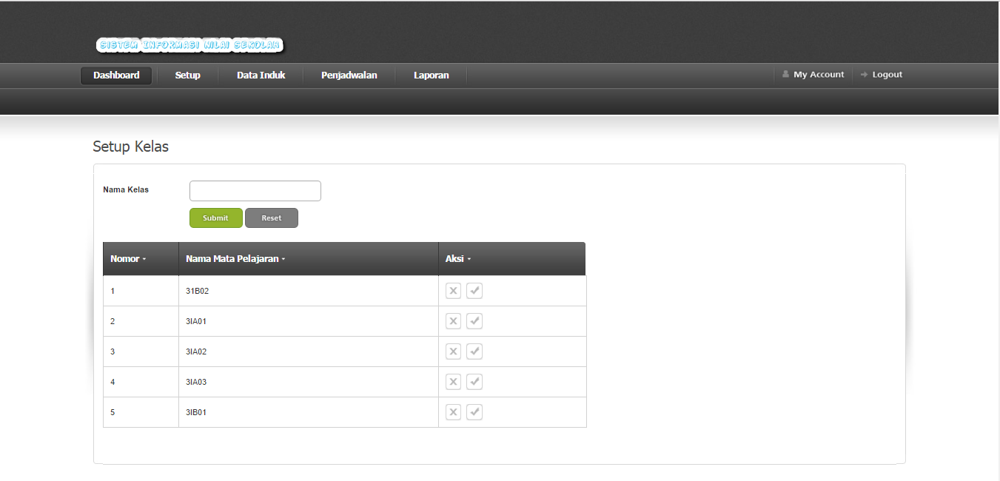 SISTEM INFORMASI NILAI SEKOLAH
Dashboard Setup Data Induk Penjadwalan Laporan My Account Logout
Setup Kelas
Nama Kelas
Submit Reset
Nomor Nama Mata Pelajaran Aksi
1 31B02
2 3IA01
3 3IA02
4 3IA03
5 3IB01